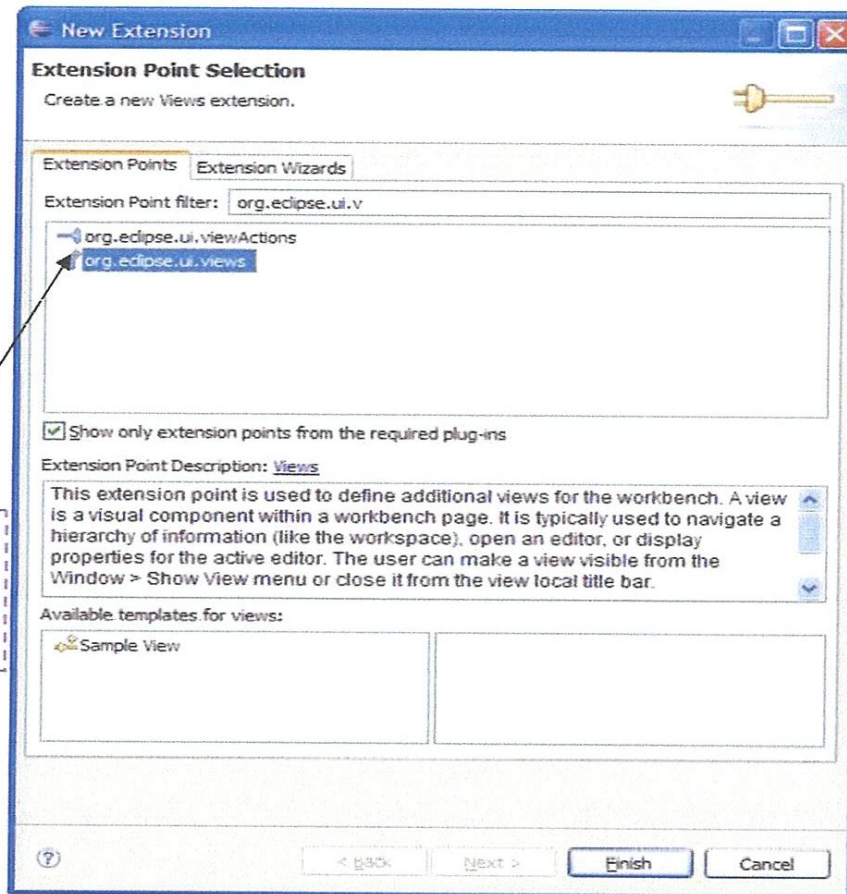 New Extension
Extension Point Selection
Create a new Views extension.
Extension Points Extension Wizards
Extension Point filter: org.eclipse.ui.v
org.eclipse.ui.viewActions
org.eclipse.ui.views
Show only extension points from the required plug-ins
Extension Point Description: Views
This extension point is used to define additional views for the workbench. A view
is a visual component within a workbench page. It is typically used to navigate a
hierarchy of information (like the workspace), open an editor, or display
properties for the active editor. The user can make a view visible from the
Window > Show View menu or close it from the view local title bar.
Available templates for views:
Sample View
? < Back Next > Finish Cancel